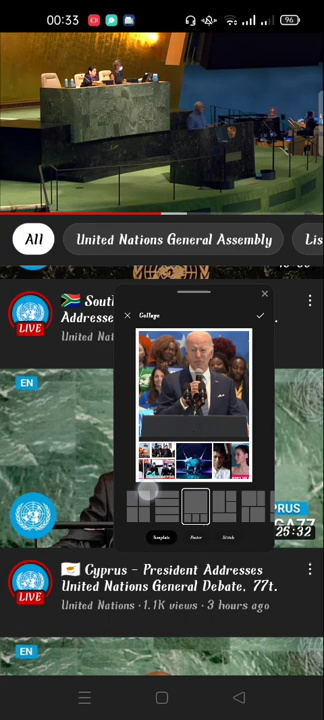 00:33
96
All
United Nations General Assembly
Lis
🇿🇦 South
Addresse
LIVE
United Nat
Collage
EN
Template
Poster
Stitch
PRUS
GA77
25:32
🇨🇾 Cyprus - President Addresses
United Nations General Debate, 77t.
LIVE
United Nations · 1.1K views · 3 hours ago
EN